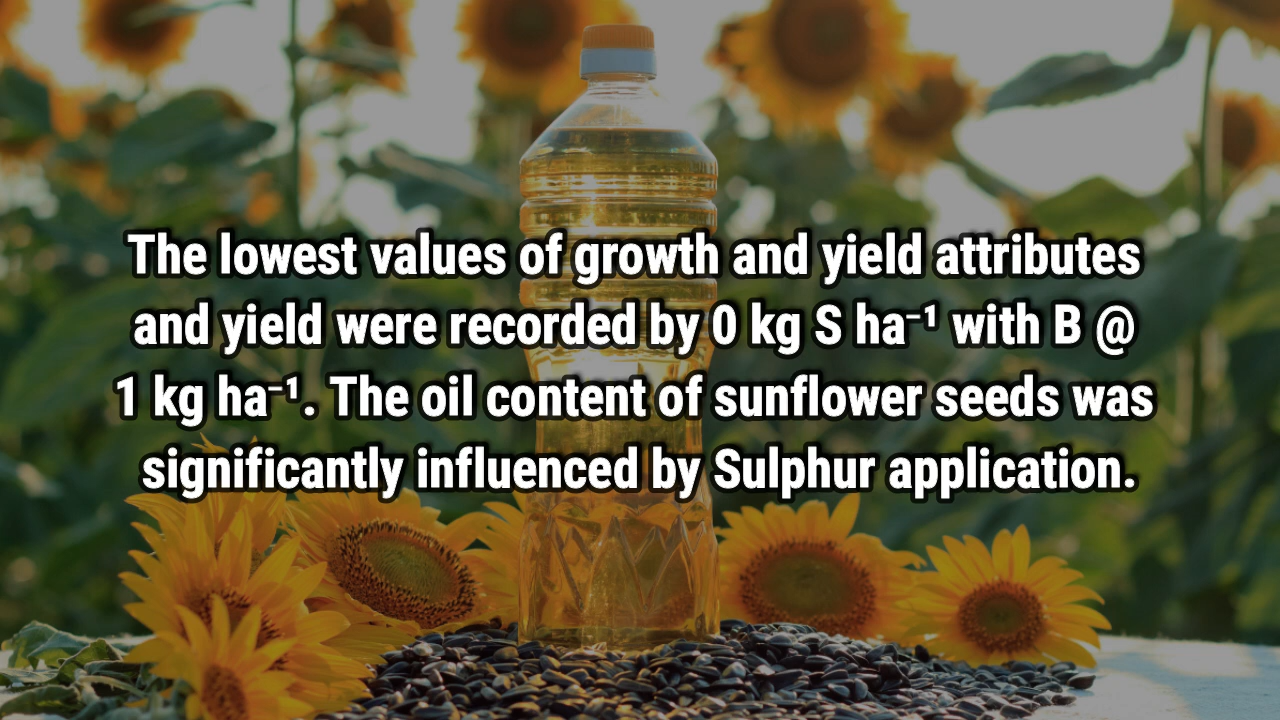 The lowest values of growth and yield attributes
and yield were recorded by 0 kg S ha⁻¹ with B @
1 kg ha⁻¹. The oil content of sunflower seeds was
significantly influenced by Sulphur application.